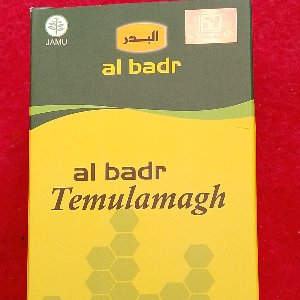 البدر
JAMU
al badr
al badr
Temulamagh